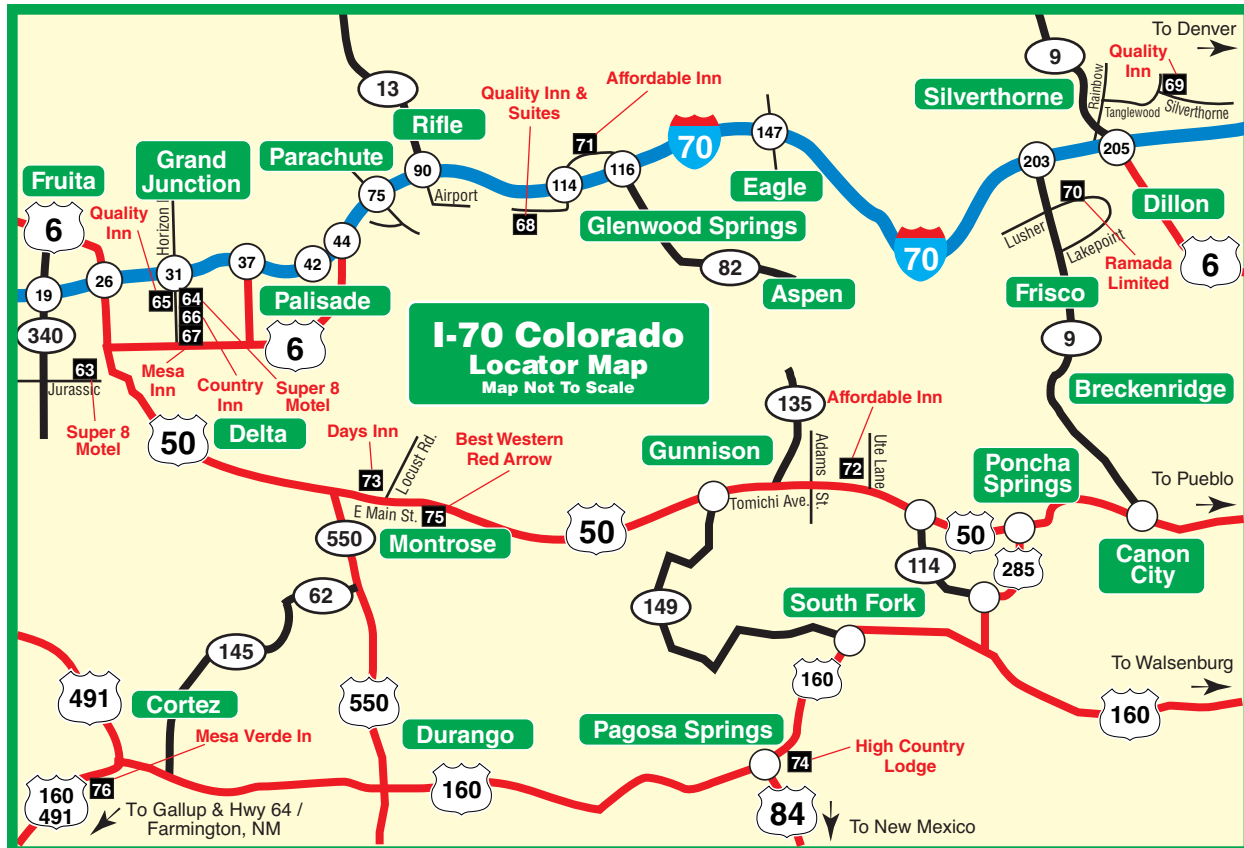 To Denver
9
Quality
Inn
69
Silverthorne
Rainbow
Tanglewood
Silverthorne
13
Quality Inn &
Suites
Affordable Inn
71
Rifle
70
147
205
203
Grand
Junction
Parachute
90
116
114
75
Airport
68
Eagle
Fruita
6
Quality
Inn
Glenwood Springs
70
Lusher
Lakepoint
Dillon
6
Ramada
Limited
44
42
37
31
26
19
82
Aspen
Frisco
65
64
66
67
Palisade
6
340
63
Jurassic
Super 8
Motel
Mesa
Inn
Country
Inn
Super 8
Motel
I-70 Colorado
Locator Map
Map Not To Scale
9
Breckenridge
50
Delta
Days Inn
73
Locust Rd.
Best Western
Red Arrow
E Main St.
75
Montrose
135
Affordable Inn
72
Gunnison
Adams
St.
Ute Lane
Tomichi Ave.
Poncha
Springs
To Pueblo
50
50
Canon
City
550
62
114
285
149
South Fork
145
491
Cortez
550
160
To Walsenburg
160
Mesa Verde In
76
Durango
Pagosa Springs
74
High Country
Lodge
160
491
160
84
To Gallup & Hwy 64 /
Farmington, NM
To New Mexico
70